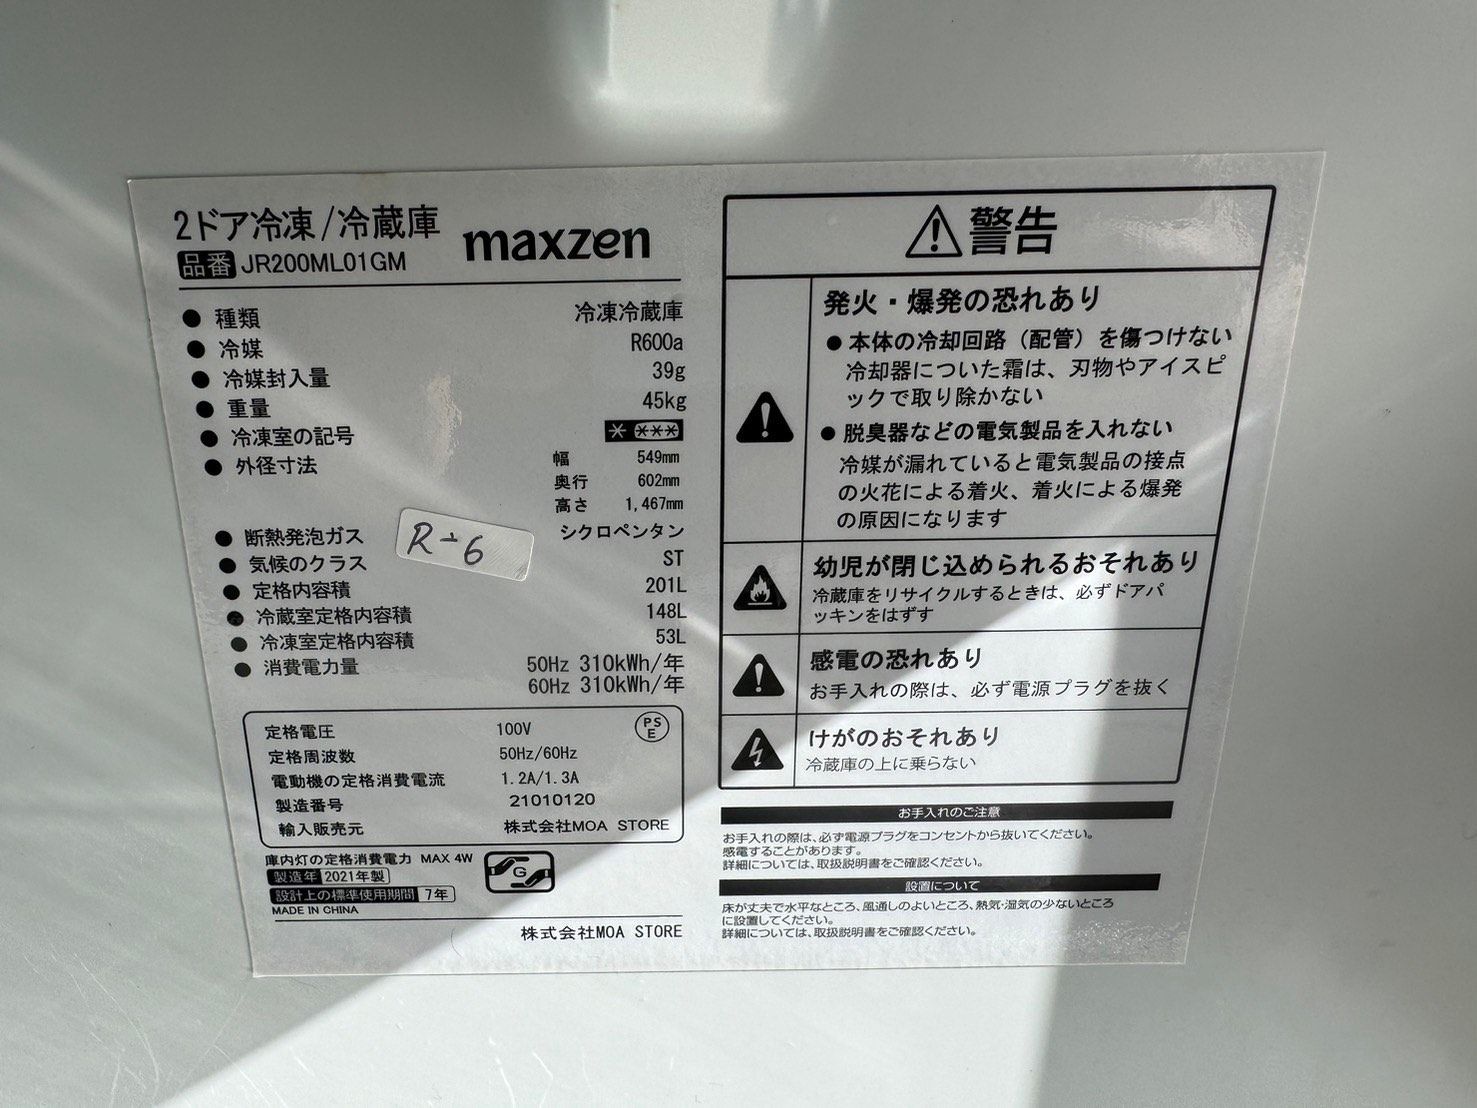 2ドア冷凍/冷蔵庫 maxzen
品番 JR200ML01GM
● 種類 冷凍冷蔵庫
● 冷媒 R600a
● 冷媒封入量 39g
● 重量 45kg
● 冷凍室の記号 * ***
● 外径寸法 幅 549mm
奥行 602mm
高さ 1,467mm
● 断熱発泡ガス シクロペンタン
R-6
● 気候のクラス ST
● 定格内容積 201L
● 冷蔵室定格内容積 148L
● 冷凍室定格内容積 53L
● 消費電力量 50Hz 310kWh/年
60Hz 310kWh/年
定格電圧 100V PSE
定格周波数 50Hz/60Hz
電動機の定格消費電流 1.2A/1.3A
製造番号 21010120
輸入販売元 株式会社MOA STORE
庫内灯の定格消費電力 MAX 4W G
製造年 2021年製
設計上の標準使用期間 7年
MADE IN CHINA
株式会社MOA STORE
警告
発火・爆発の恐れあり
● 本体の冷却回路（配管）を傷つけない
冷却器についた霜は、刃物やアイスピ
ックで取り除かない
● 脱臭器などの電気製品を入れない
冷媒が漏れていると電気製品の接点
の火花による着火、着火による爆発
の原因になります
幼児が閉じ込められるおそれあり
冷蔵庫をリサイクルするときは、必ずドアパ
ッキンをはずす
感電の恐れあり
お手入れの際は、必ず電源プラグを抜く
けがのおそれあり
冷蔵庫の上に乗らない
お手入れのご注意
お手入れの際は、必ず電源プラグをコンセントから抜いてください。
感電することがあります。
詳細については、取扱説明書をご確認ください。
設置について
床が丈夫で水平なところ、風通しのよいところ、熱気・湿気の少ないところ
に設置してください。
詳細については、取扱説明書をご確認ください。